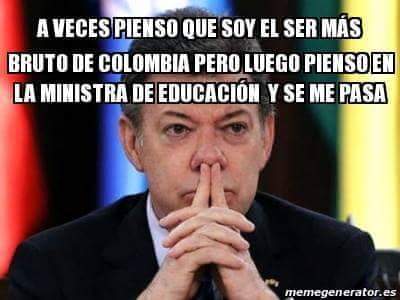 A VECES PIENSO QUE SOY EL SER MÁS
BRUTO DE COLOMBIA PERO LUEGO PIENSO EN
LA MINISTRA DE EDUCACIÓN Y SE ME PASA
memegenerator.es